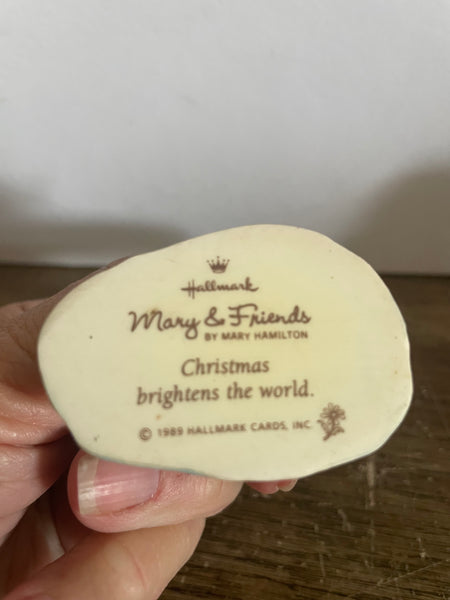 Hallmark
Mary & Friends
BY MARY HAMILTON
Christmas
brightens the world.
© 1989 HALLMARK CARDS, INC.